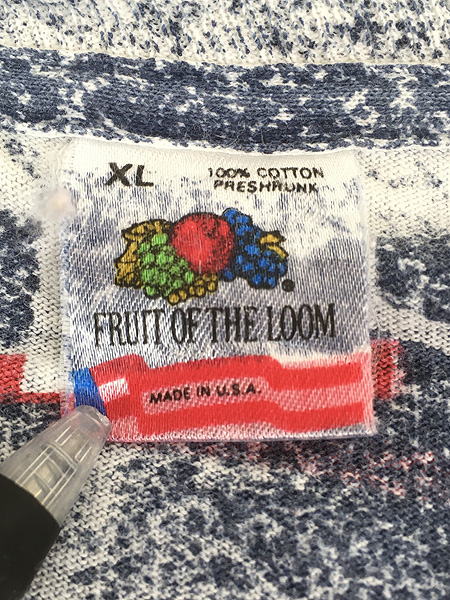 XL
100% COTTON
PRESHRUNK
FRUIT OF THE LOOM
MADE IN U.S.A.